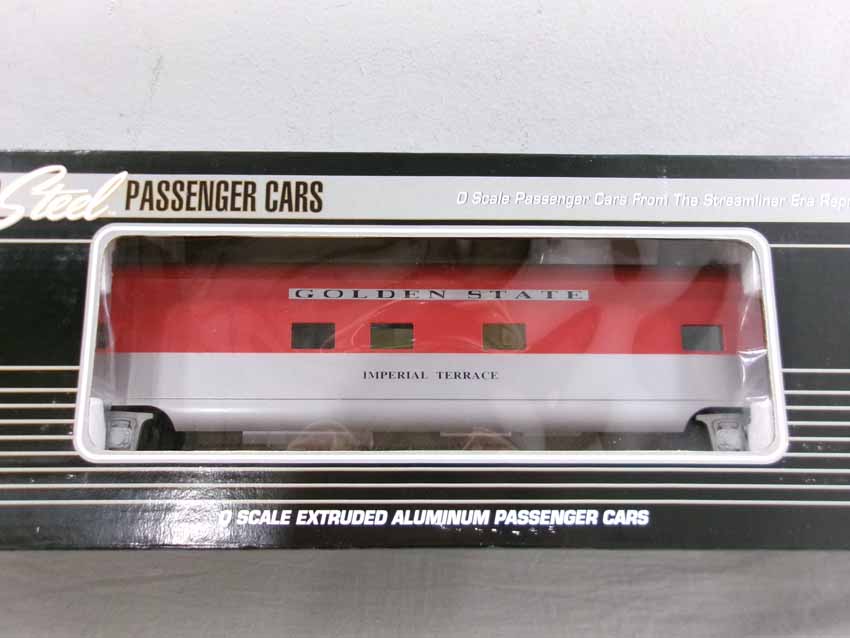 Steel PASSENGER CARS
O Scale Passenger Cars From The Streamliner Era Repr
GOLDEN STATE
IMPERIAL TERRACE
O SCALE EXTRUDED ALUMINUM PASSENGER CARS